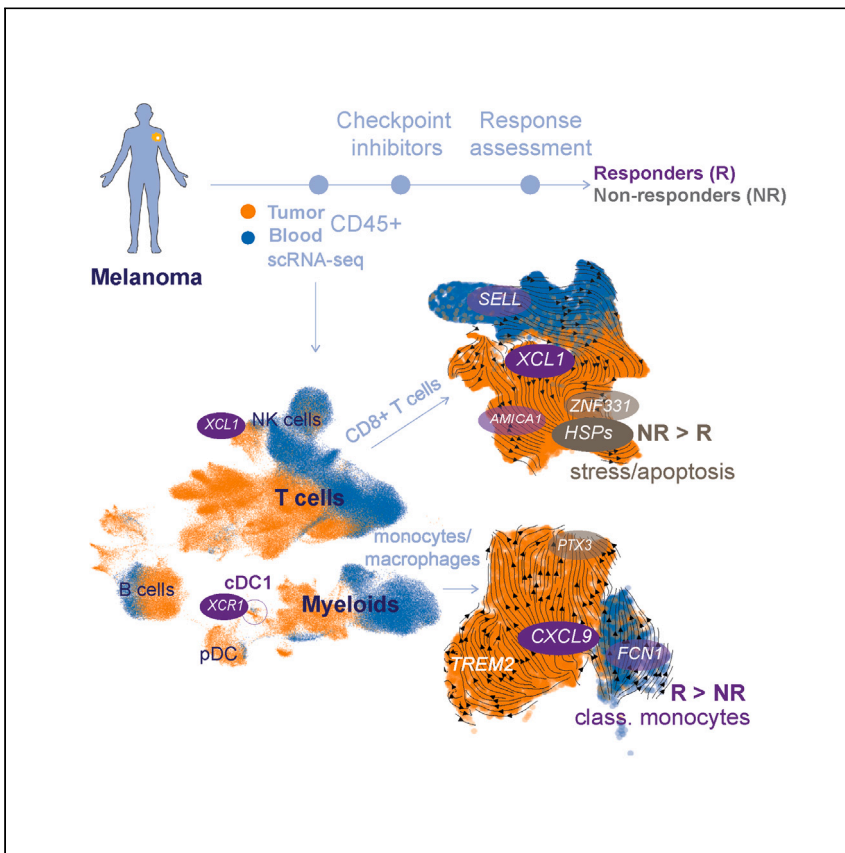 Checkpoint
inhibitors
Response
assessment
Responders (R)
Non-responders (NR)
Tumor
Blood
CD45+
scRNA-seq
Melanoma
SELL
XCL1
ZNF331
AMICA1
HSPs
NR > R
stress/apoptosis
CD8+ T cells
XCL1
NK cells
T cells
monocytes/
macrophages
B cells
cDC1
XCR1
Myeloids
pDC
PTX3
CXCL9
TREM2
FCN1
R > NR
class. monocytes